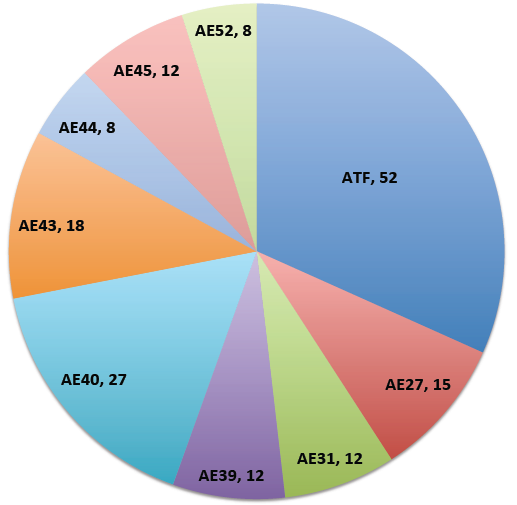 AE52, 8
AE45, 12
AE44, 8
ATF, 52
AE43, 18
AE40, 27
AE27, 15
AE31, 12
AE39, 12